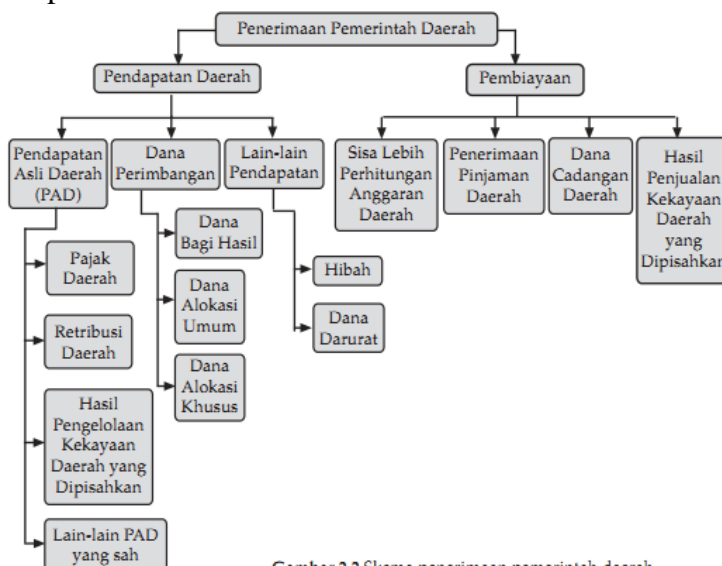 Penerimaan Pemerintah Daerah
Pendapatan Daerah
Pembiayaan
Pendapatan
Asli Daerah
(PAD)
Dana
Perimbangan
Lain-lain
Pendapatan
Sisa Lebih
Perhitungan
Anggaran
Daerah
Penerimaan
Pinjaman
Daerah
Dana
Cadangan
Daerah
Hasil
Penjualan
Kekayaan
Daerah
yang
Dipisahkan
Pajak
Daerah
Retribusi
Daerah
Hasil
Pengelolaan
Kekayaan
Daerah yang
Dipisahkan
Lain-lain PAD
yang sah
Dana
Bagi Hasil
Dana
Alokasi
Umum
Dana
Alokasi
Khusus
Hibah
Dana
Darurat
Gambar 2.2 Skema penerimaan pemerintah daerah